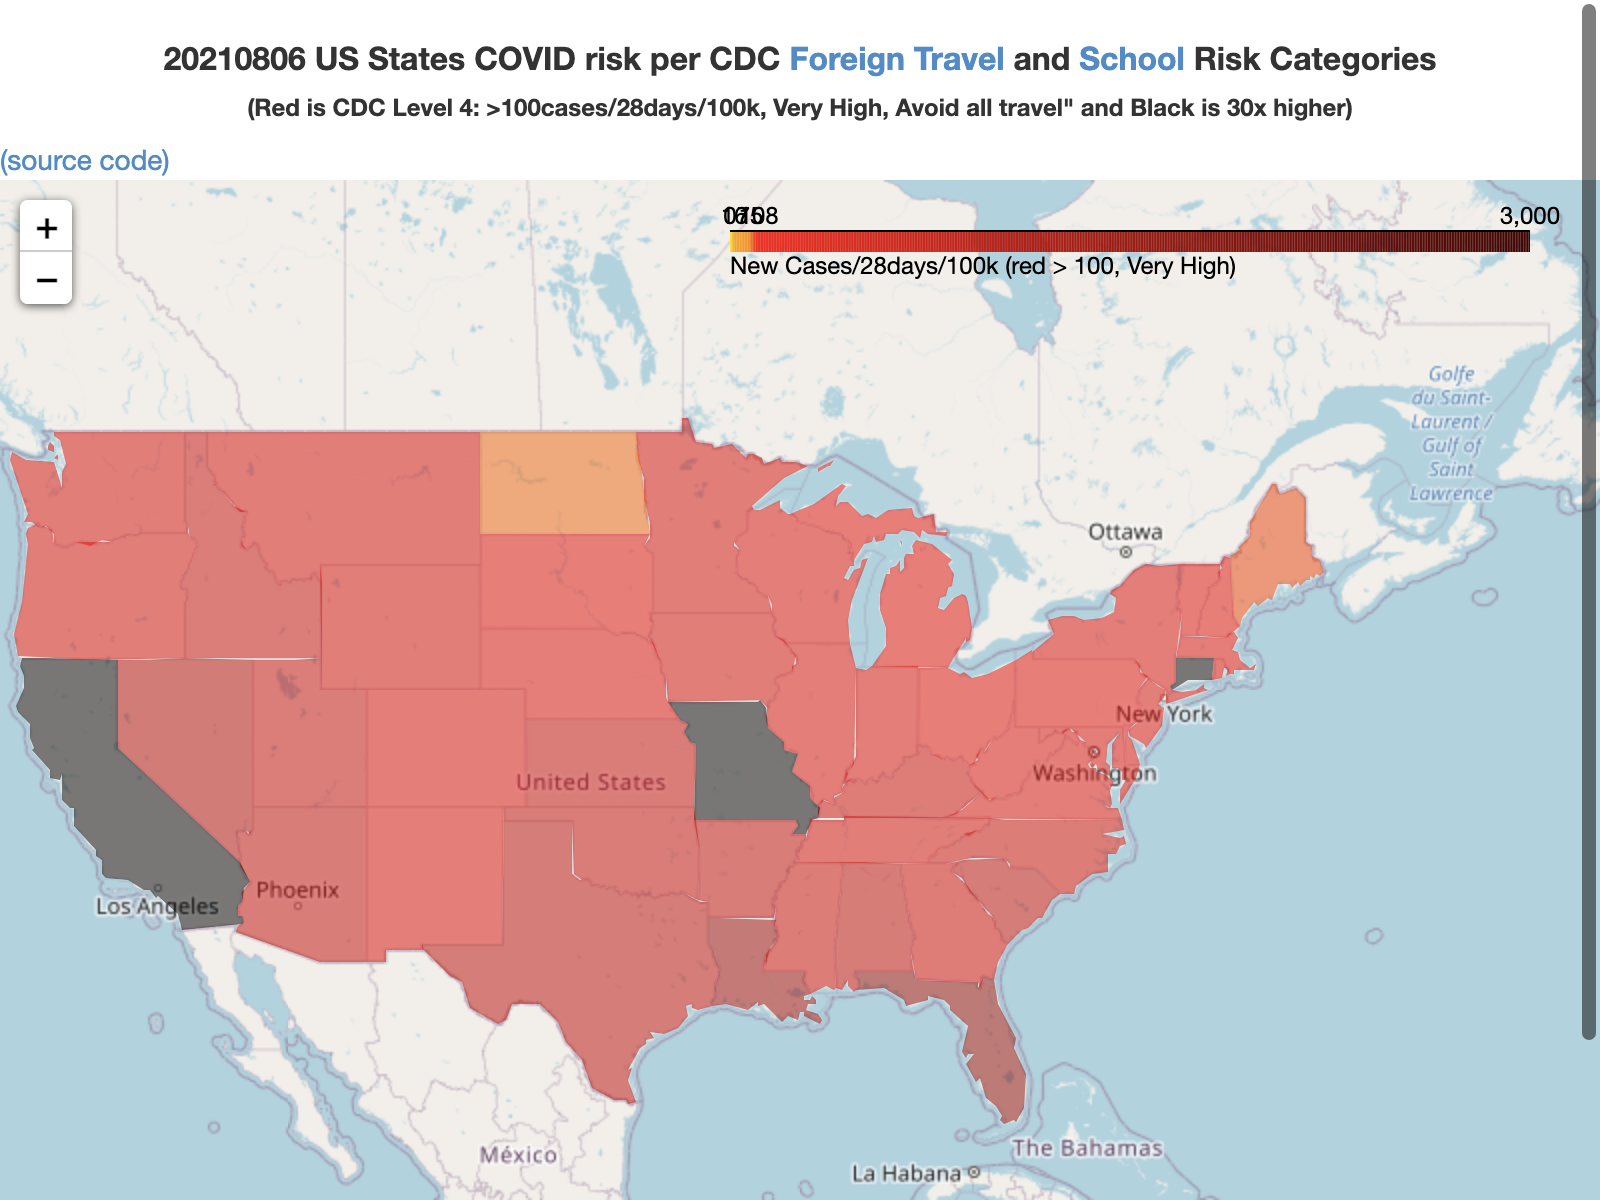 20210806 US States COVID risk per CDC Foreign Travel and School Risk Categories
(Red is CDC Level 4: >100cases/28days/100k, Very High, Avoid all travel" and Black is 30x higher)
(source code)
+
−
3,000
New Cases/28days/100k (red > 100, Very High)
Golfe
du Saint-
Laurent /
Gulf of
Saint
Lawrence
Ottawa
New York
Washington
United States
Phoenix
Los Angeles
México
The Bahamas
La Habana